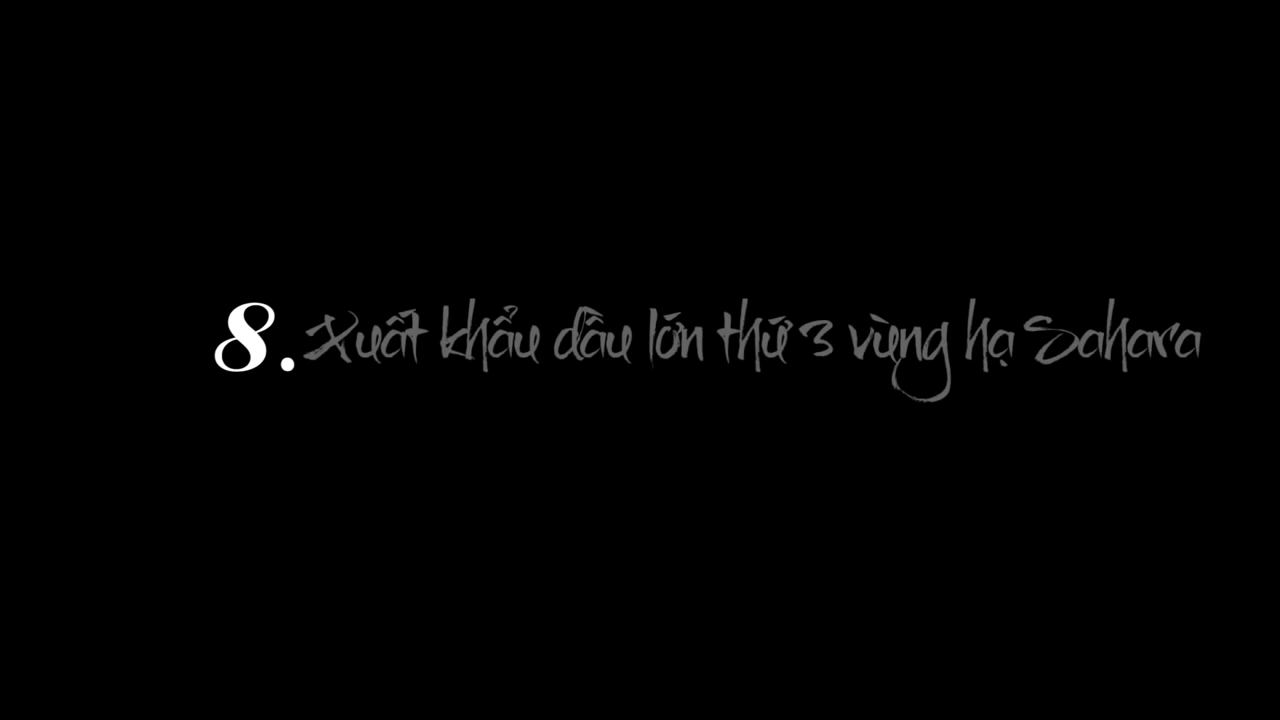 8. Xuất khẩu dầu lớn thứ 3 vùng hạ Sahara